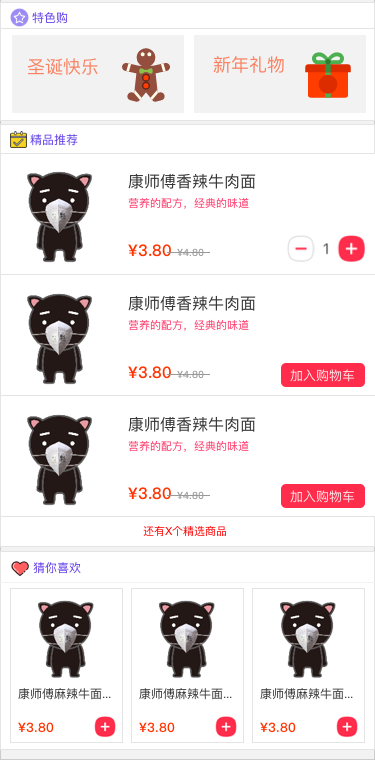 特色购
圣诞快乐
新年礼物
精品推荐
康师傅香辣牛肉面
营养的配方，经典的味道
¥3.80 ¥4.80
1
康师傅香辣牛肉面
营养的配方，经典的味道
¥3.80 ¥4.80
加入购物车
康师傅香辣牛肉面
营养的配方，经典的味道
¥3.80 ¥4.80
加入购物车
还有X个精选商品
猜你喜欢
康师傅麻辣牛面...
¥3.80
康师傅麻辣牛面...
¥3.80
康师傅麻辣牛面...
¥3.80